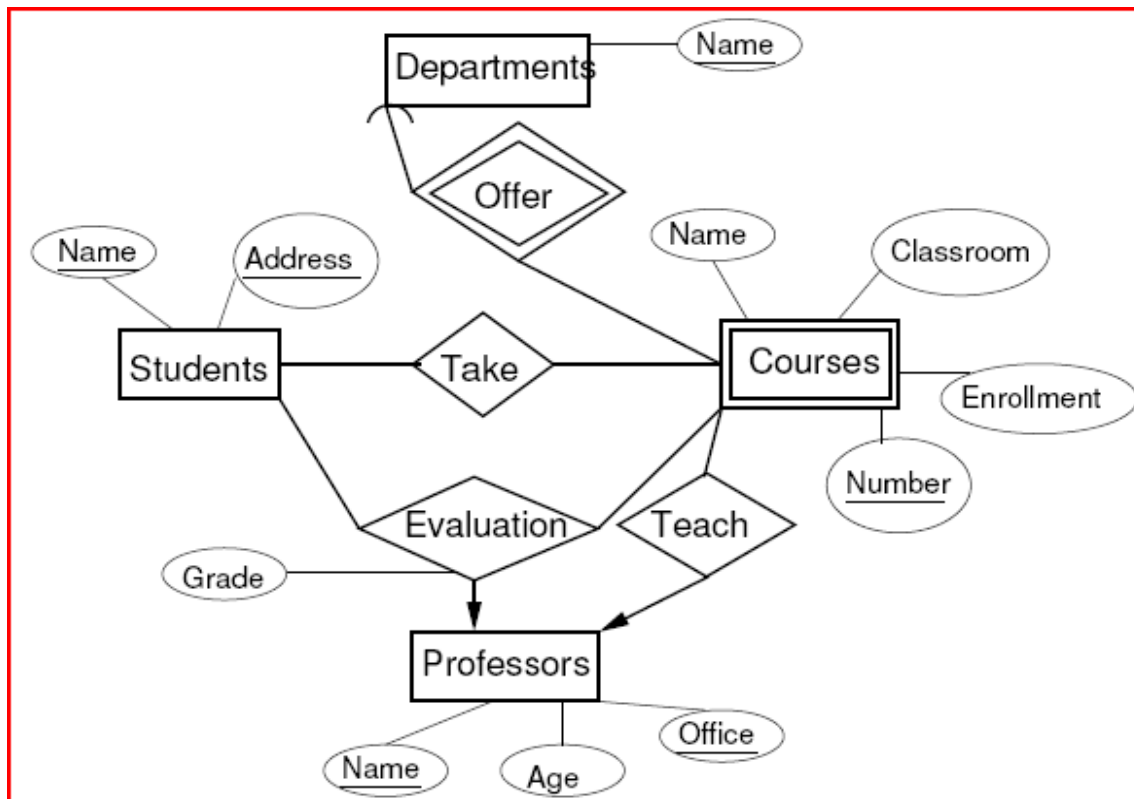 Name
Departments
Offer
Name
Classroom
Name
Address
Students
Take
Courses
Enrollment
Number
Evaluation
Teach
Grade
Professors
Office
Name
Age